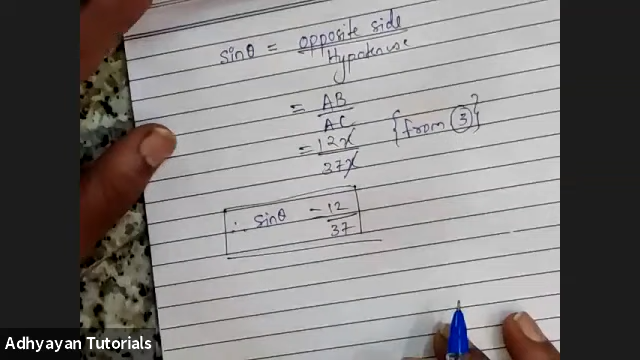 sinθ = opposite side / Hypotenuse
= AB / AC
= 12x / 37x {from ③}
∴ sinθ = 12 / 37
Adhyayan Tutorials